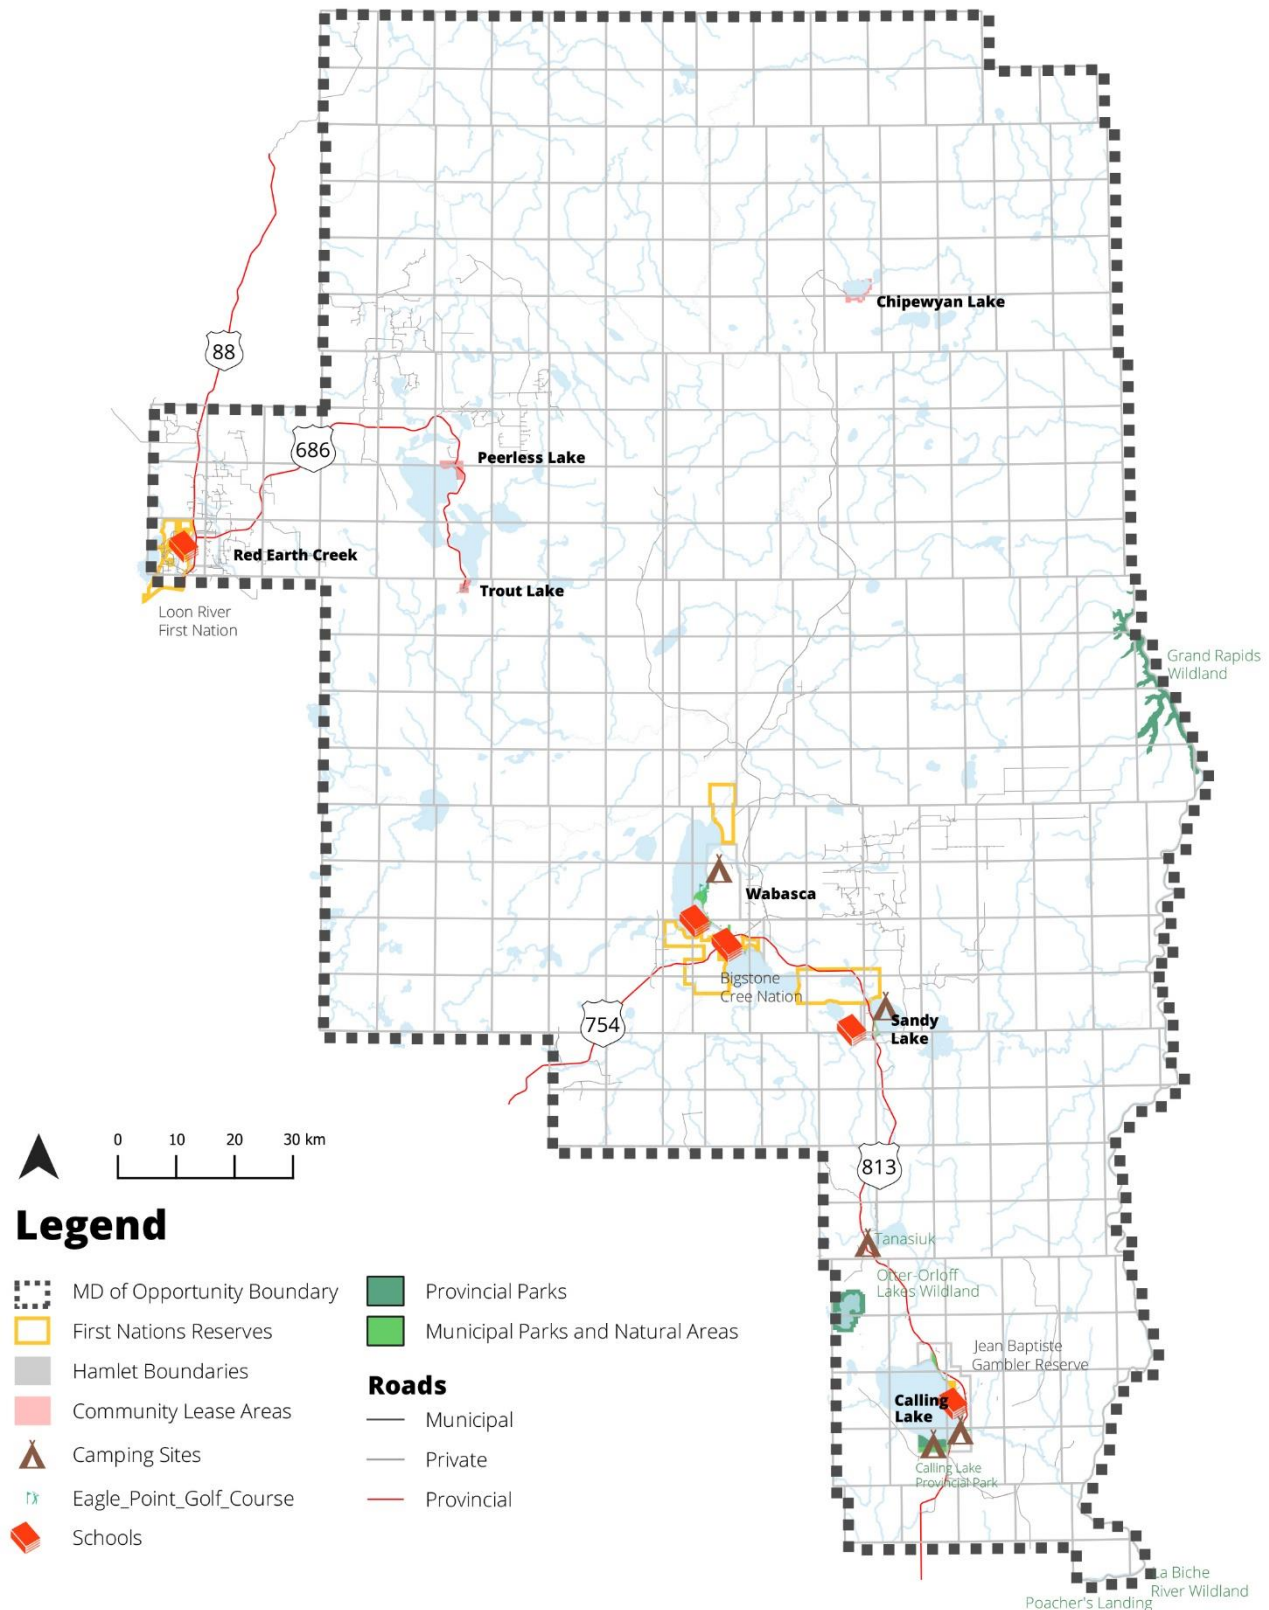 Chipewyan Lake
88
686
Peerless Lake
Red Earth Creek
Trout Lake
Loon River
First Nation
Grand Rapids
Wildland
Wabasca
Bigstone
Cree Nation
754
Sandy
Lake
813
Tanasiuk
Otter-Orloff
Lakes Wildland
Jean Baptiste
Gambler Reserve
Calling
Lake
Calling Lake
Provincial Park
La Biche
River Wildland
Poacher's Landing
0 10 20 30 km
Legend
MD of Opportunity Boundary
First Nations Reserves
Hamlet Boundaries
Community Lease Areas
Camping Sites
Eagle_Point_Golf_Course
Schools
Provincial Parks
Municipal Parks and Natural Areas
Roads
Municipal
Private
Provincial